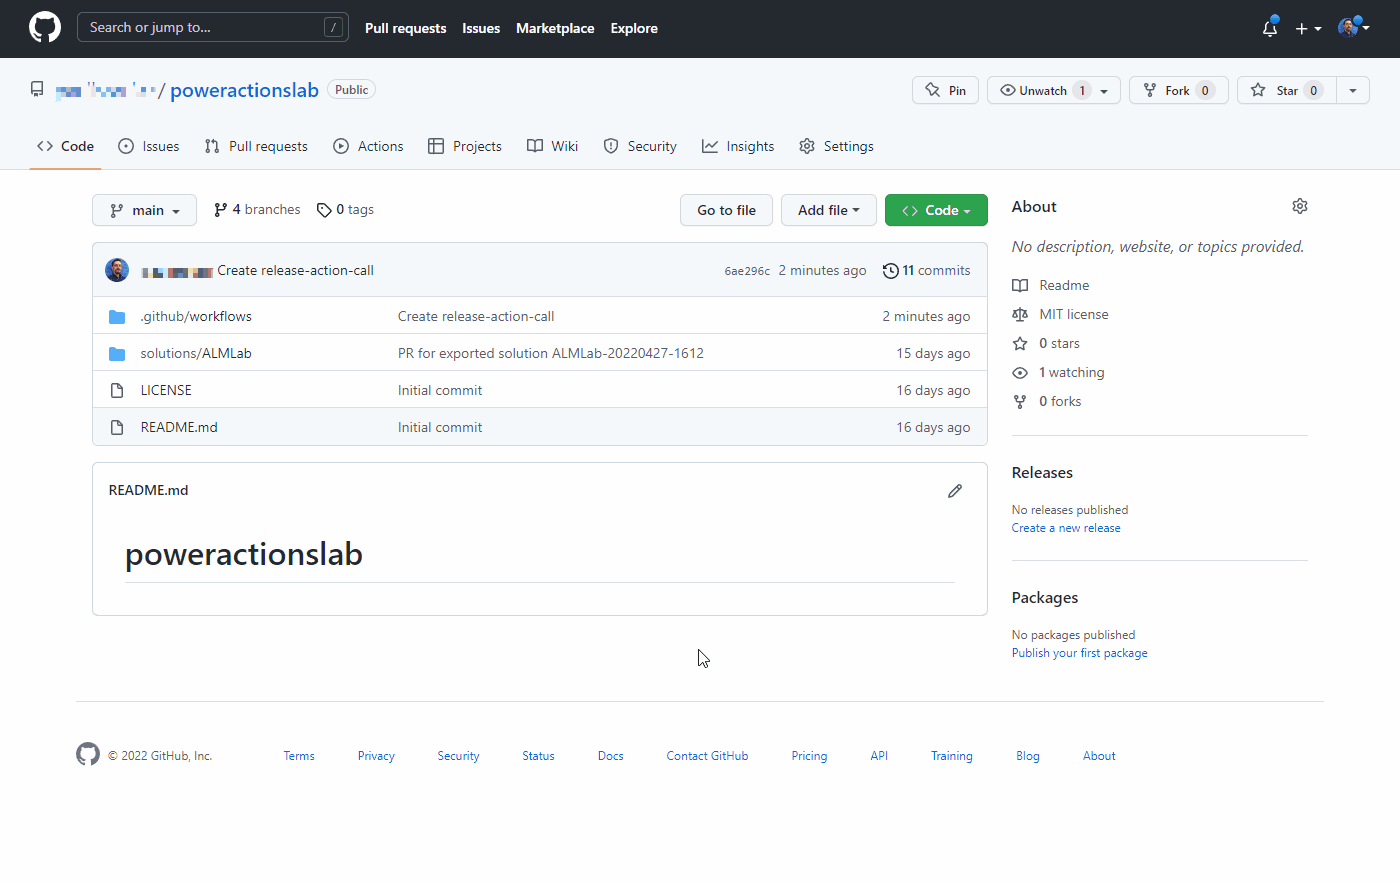 Search or jump to... / Pull requests Issues Marketplace Explore
/ poweractionslab Public Pin Unwatch 1 Fork 0 Star 0
Code Issues Pull requests Actions Projects Wiki Security Insights Settings
main 4 branches 0 tags Go to file Add file Code
Create release-action-call 6ae296c 2 minutes ago 11 commits
.github/workflows Create release-action-call 2 minutes ago
solutions/ALMLab PR for exported solution ALMLab-20220427-1612 15 days ago
LICENSE Initial commit 16 days ago
README.md Initial commit 16 days ago
README.md
poweractionslab
About
No description, website, or topics provided.
Readme
MIT license
0 stars
1 watching
0 forks
Releases
No releases published
Create a new release
Packages
No packages published
Publish your first package
© 2022 GitHub, Inc. Terms Privacy Security Status Docs Contact GitHub Pricing API Training Blog About